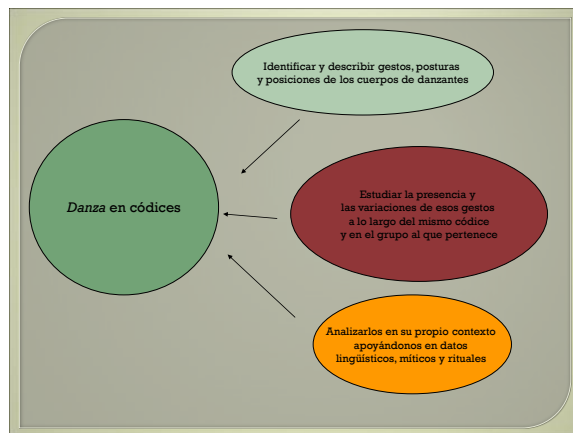 Identificar y describir gestos, posturas
y posiciones de los cuerpos de danzantes
Danza en códices
Estudiar la presencia y
las variaciones de esos gestos
a lo largo del mismo códice
y en el grupo al que pertenece
Analizarlos en su propio contexto
apoyándonos en datos
lingüísticos, míticos y rituales